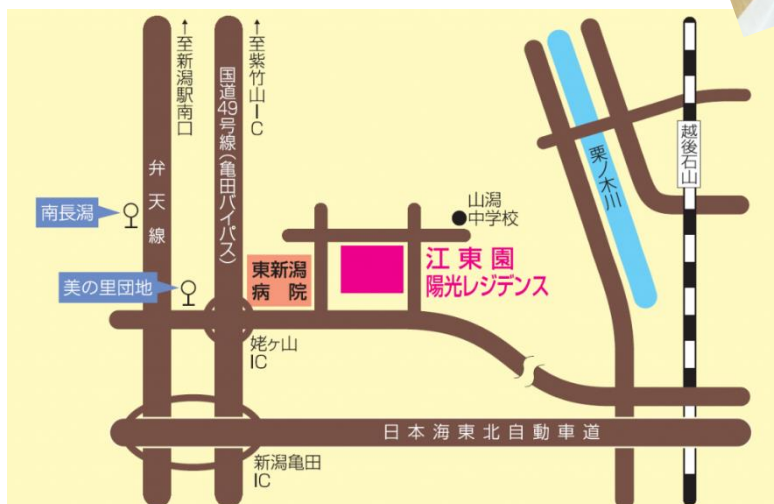 ↑至新潟駅南口
↑至紫竹山IC
国道49号線(亀田バイパス)
弁天線
南長潟
美の里団地
東新潟
病院
山潟
中学校
江東園
陽光レジデンス
栗ノ木川
越後石山
姥ヶ山
IC
日本海東北自動車道
新潟亀田
IC